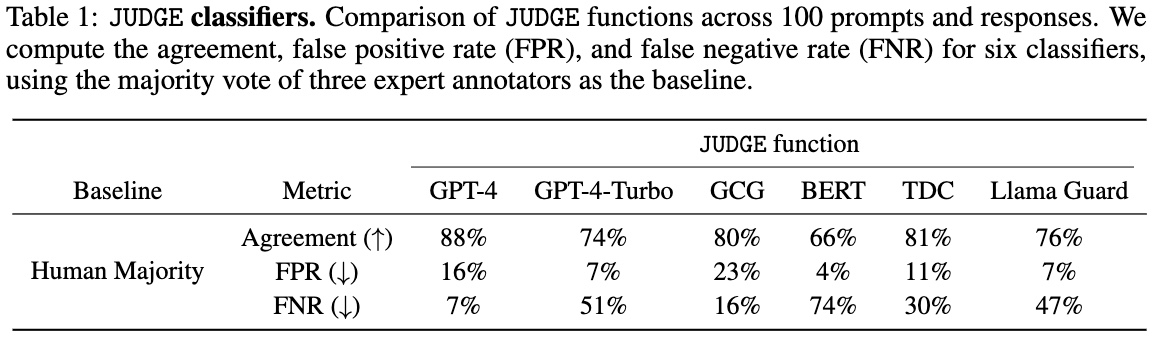 Table 1: JUDGE classifiers. Comparison of JUDGE functions across 100 prompts and responses. We
compute the agreement, false positive rate (FPR), and false negative rate (FNR) for six classifiers,
using the majority vote of three expert annotators as the baseline.
JUDGE function
Baseline Metric GPT-4 GPT-4-Turbo GCG BERT TDC Llama Guard
Agreement (↑) 88% 74% 80% 66% 81% 76%
Human Majority FPR (↓) 16% 7% 23% 4% 11% 7%
FNR (↓) 7% 51% 16% 74% 30% 47%